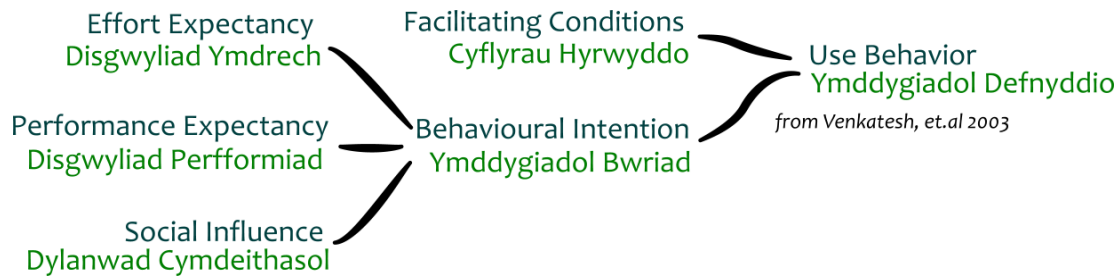 Effort Expectancy
Disgwyliad Ymdrech
Performance Expectancy
Disgwyliad Perfformiad
Social Influence
Dylanwad Cymdeithasol
Facilitating Conditions
Cyflyrau Hyrwyddo
Behavioural Intention
Ymddygiadol Bwriad
Use Behavior
Ymddygiadol Defnyddio
from Venkatesh, et.al 2003